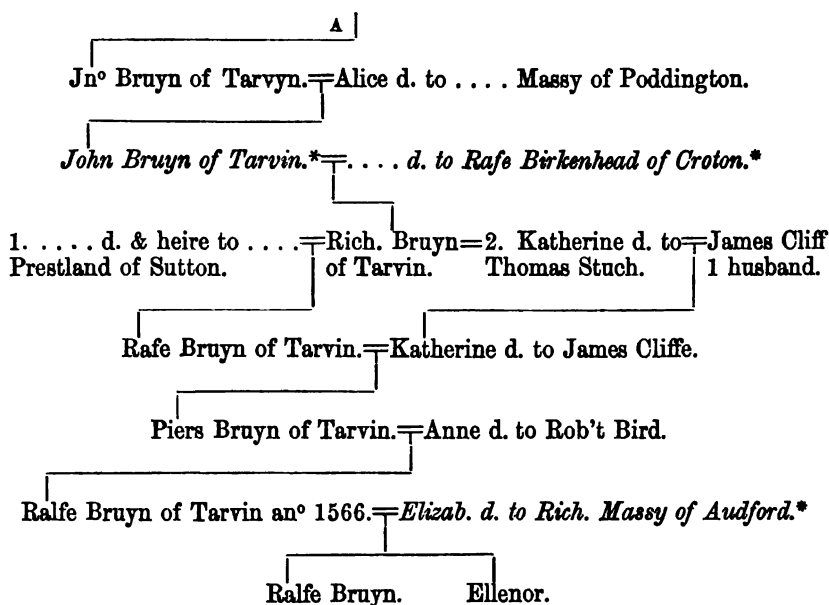 A
Jnº Bruyn of Tarvyn.=Alice d. to . . . . Massy of Poddington.
John Bruyn of Tarvin.*=. . . . d. to Rafe Birkenhead of Croton.*
1. . . . . d. & heire to . . . .=Rich. Bruyn=2. Katherine d. to=James Cliff
Prestland of Sutton. of Tarvin. Thomas Stuch. 1 husband.
Rafe Bruyn of Tarvin.=Katherine d. to James Cliffe.
Piers Bruyn of Tarvin.=Anne d. to Rob't Bird.
Ralfe Bruyn of Tarvin anº 1566.=Elizab. d. to Rich. Massy of Audford.*
Ralfe Bruyn. Ellenor.